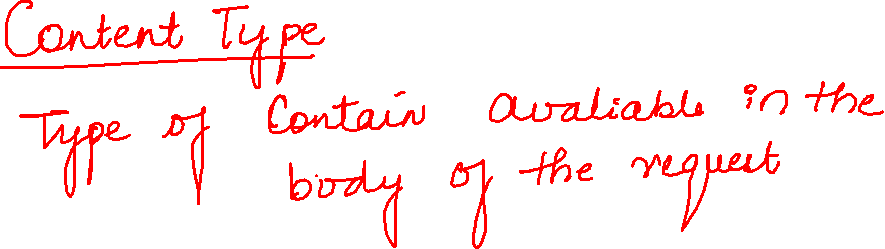 Content Type
Type of Contain avaliable in the
body of the request